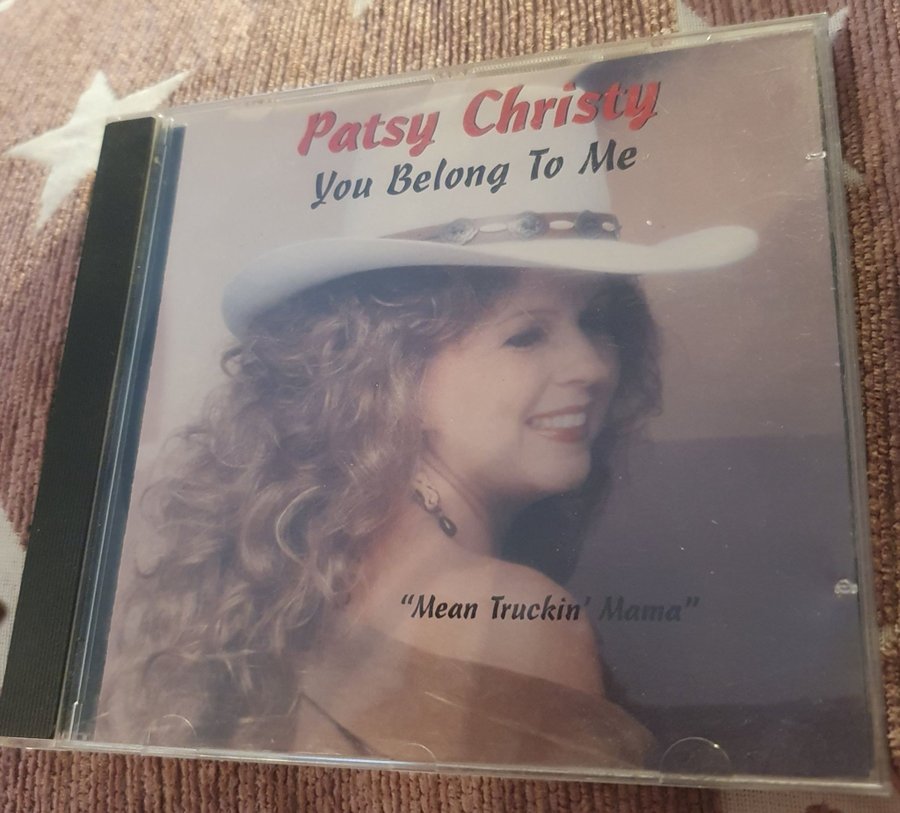 Patsy Christy
You Belong To Me
“Mean Truckin’ Mama”